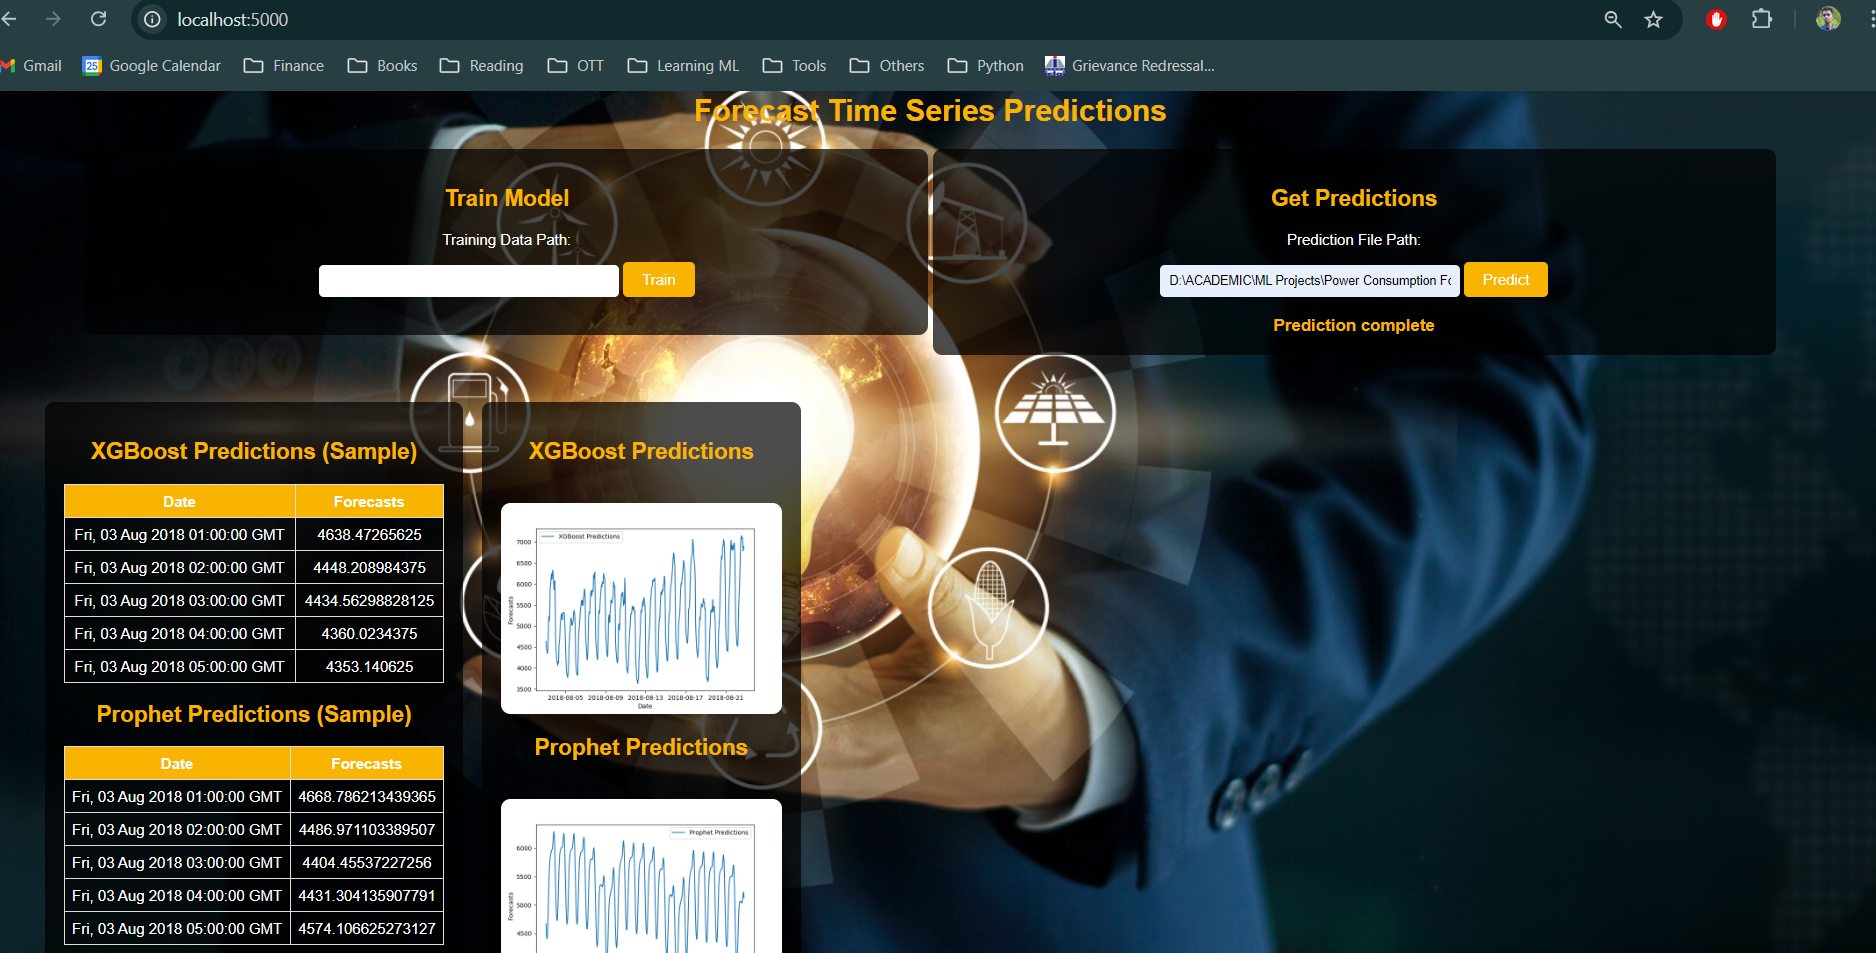 localhost:5000
Gmail
25
Google Calendar
Finance
Books
Reading
OTT
Learning ML
Tools
Others
Python
Grievance Redressal...
Forecast Time Series Predictions
Train Model
Training Data Path:
Train
Get Predictions
Prediction File Path:
D:\ACADEMIC\ML Projects\Power Consumption Fo
Predict
Prediction complete
XGBoost Predictions (Sample)
Date Forecasts
Fri, 03 Aug 2018 01:00:00 GMT 4638.47265625
Fri, 03 Aug 2018 02:00:00 GMT 4448.208984375
Fri, 03 Aug 2018 03:00:00 GMT 4434.56298828125
Fri, 03 Aug 2018 04:00:00 GMT 4360.0234375
Fri, 03 Aug 2018 05:00:00 GMT 4353.140625
Prophet Predictions (Sample)
Date Forecasts
Fri, 03 Aug 2018 01:00:00 GMT 4668.786213439365
Fri, 03 Aug 2018 02:00:00 GMT 4486.971103389507
Fri, 03 Aug 2018 03:00:00 GMT 4404.45537227256
Fri, 03 Aug 2018 04:00:00 GMT 4431.304135907791
Fri, 03 Aug 2018 05:00:00 GMT 4574.106625273127
XGBoost Predictions
XGBoost Predictions
7000
6500
6000
5500
5000
4500
4000
3500
Forecasts
2018-08-05 2018-08-09 2018-08-13 2018-08-17 2018-08-21
Date
Prophet Predictions
Prophet Predictions
6000
5500
5000
4500
Forecasts